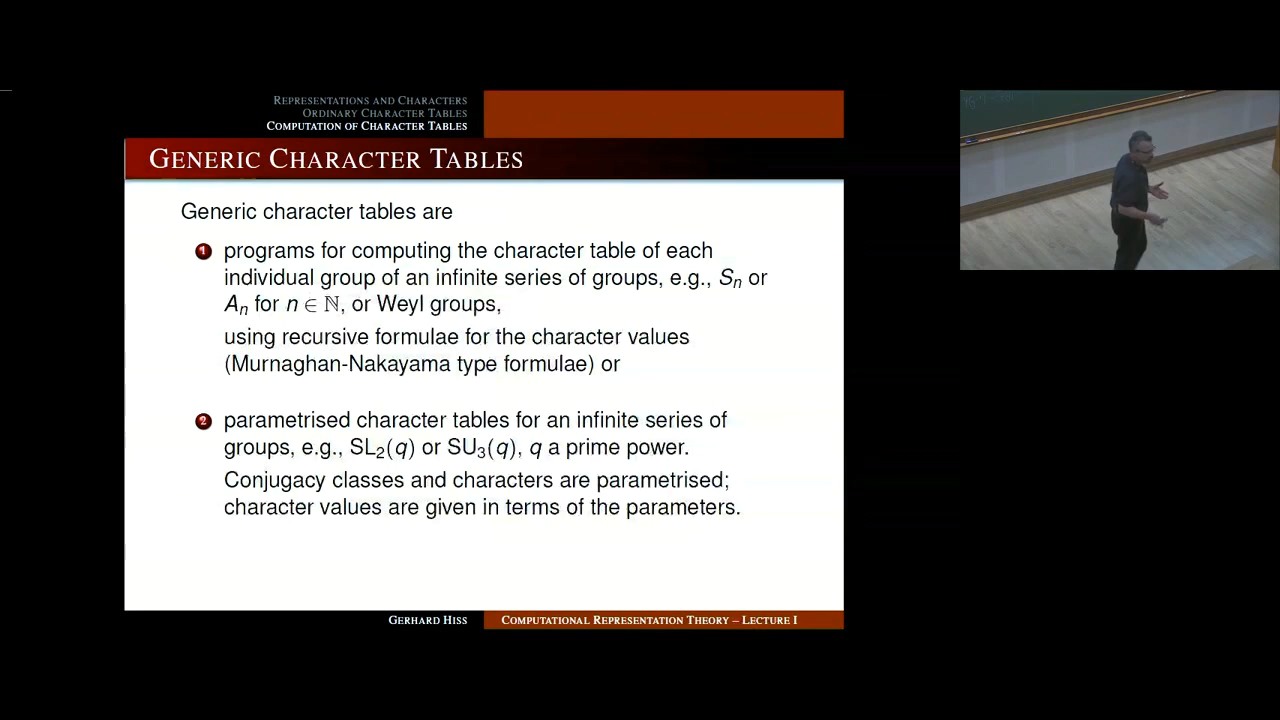 REPRESENTATIONS AND CHARACTERS
ORDINARY CHARACTER TABLES
COMPUTATION OF CHARACTER TABLES
GENERIC CHARACTER TABLES
Generic character tables are
1 programs for computing the character table of each
individual group of an infinite series of groups, e.g., Sₙ or
Aₙ for n ∈ ℕ, or Weyl groups,
using recursive formulae for the character values
(Murnaghan-Nakayama type formulae) or
2 parametrised character tables for an infinite series of
groups, e.g., SL₂(q) or SU₃(q), q a prime power.
Conjugacy classes and characters are parametrised;
character values are given in terms of the parameters.
GERHARD HISS
COMPUTATIONAL REPRESENTATION THEORY – LECTURE I